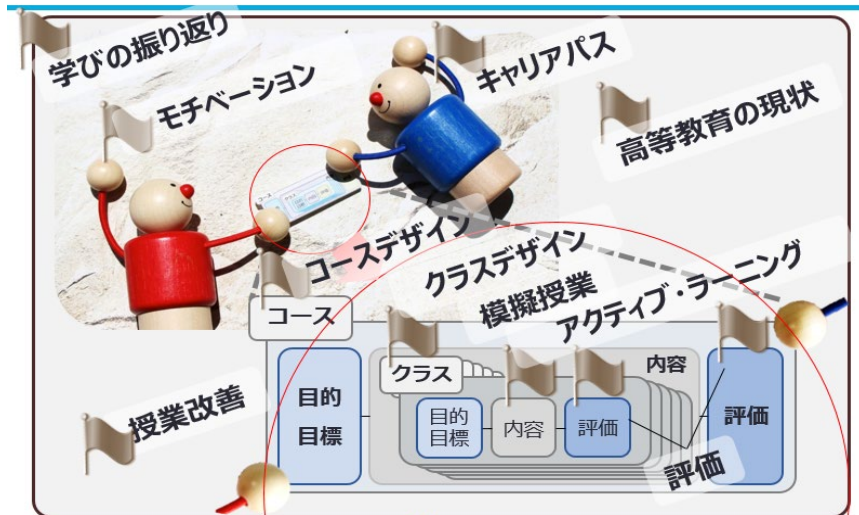 学びの振り返り
モチベーション
キャリアパス
高等教育の現状
コースデザイン
クラスデザイン
模擬授業
アクティブ・ラーニング
コース
クラス
内容
目的
目標
目的
目標
内容
評価
評価
授業改善
評価